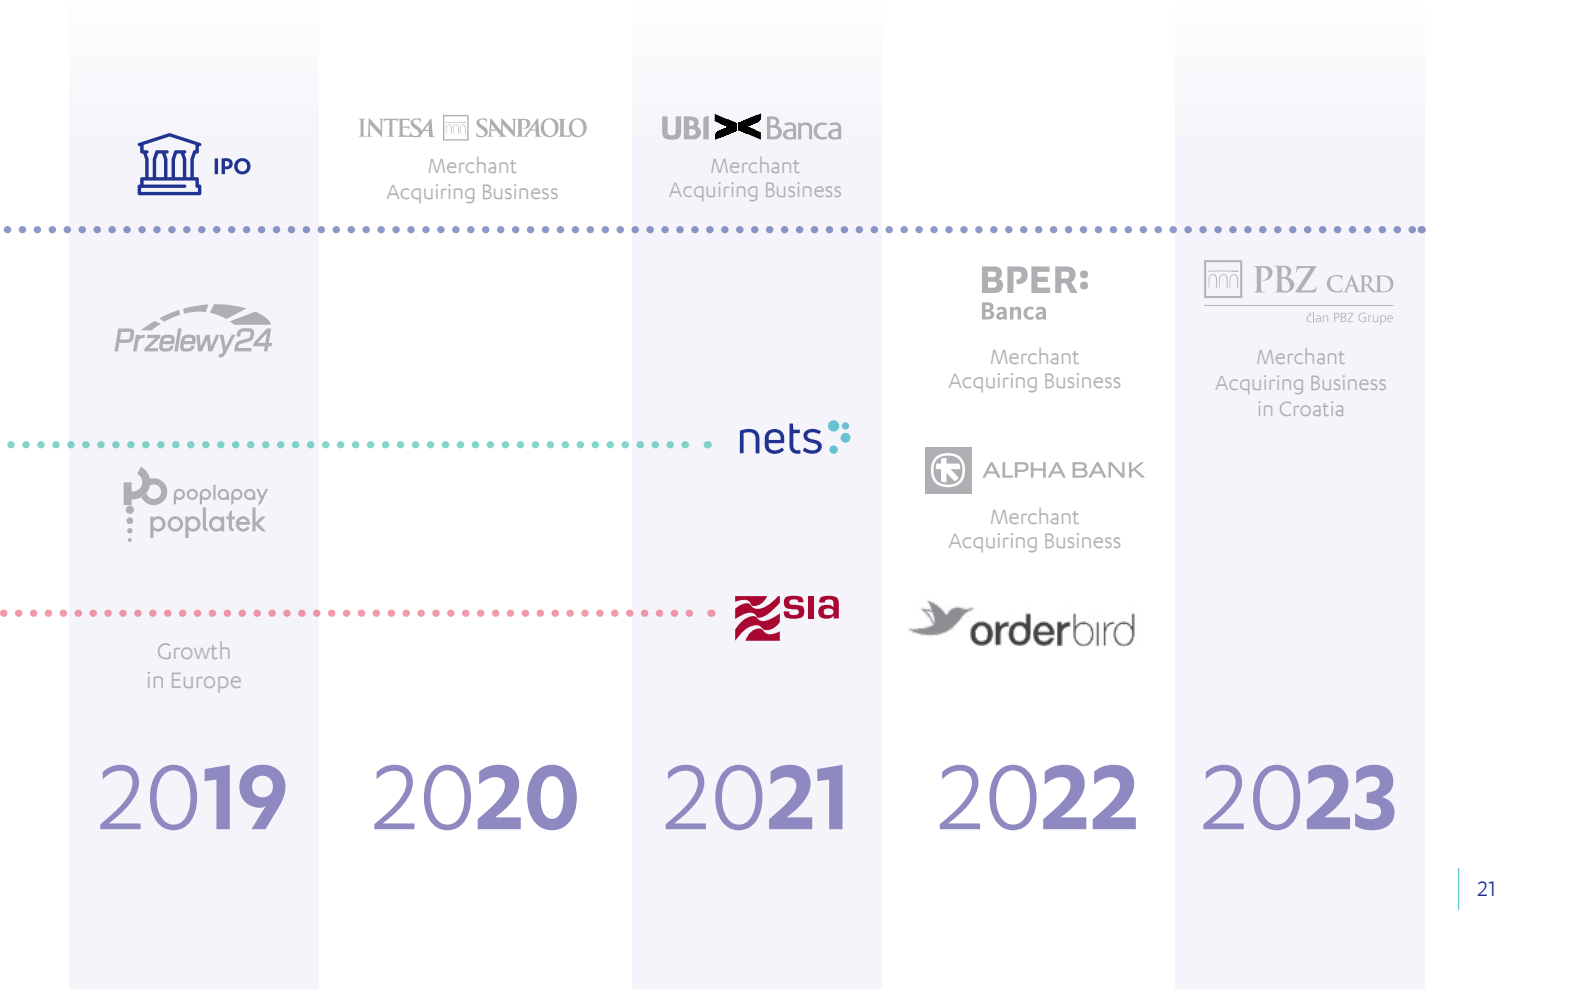 IPO
Przelewy24
poplapay
poplatek
Growth
in Europe
2019
INTESA SANPAOLO
Merchant
Acquiring Business
2020
UBI Banca
Merchant
Acquiring Business
nets
sia
2021
BPER:
Banca
Merchant
Acquiring Business
ALPHA BANK
Merchant
Acquiring Business
orderbird
2022
PBZ CARD
član PBZ Grupe
Merchant
Acquiring Business
in Croatia
2023
21